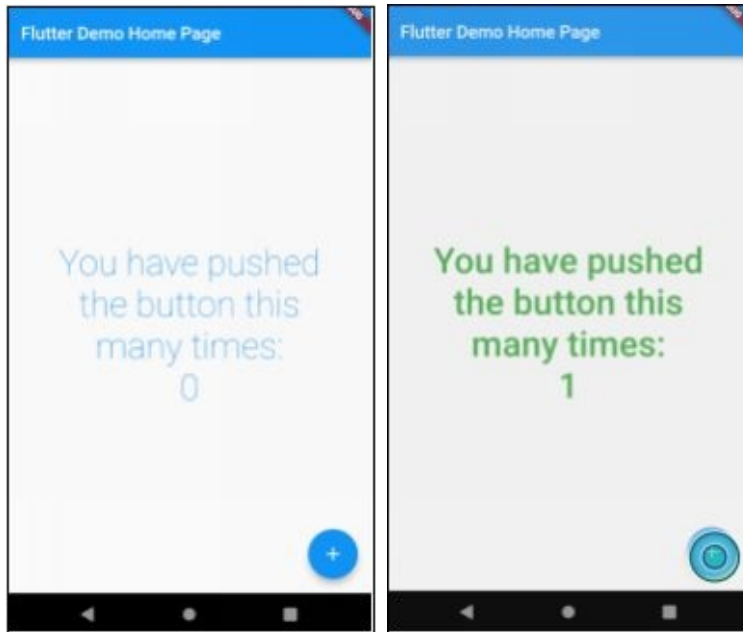 Flutter Demo Home Page
You have pushed
the button this
many times:
0
+
Flutter Demo Home Page
You have pushed
the button this
many times:
1